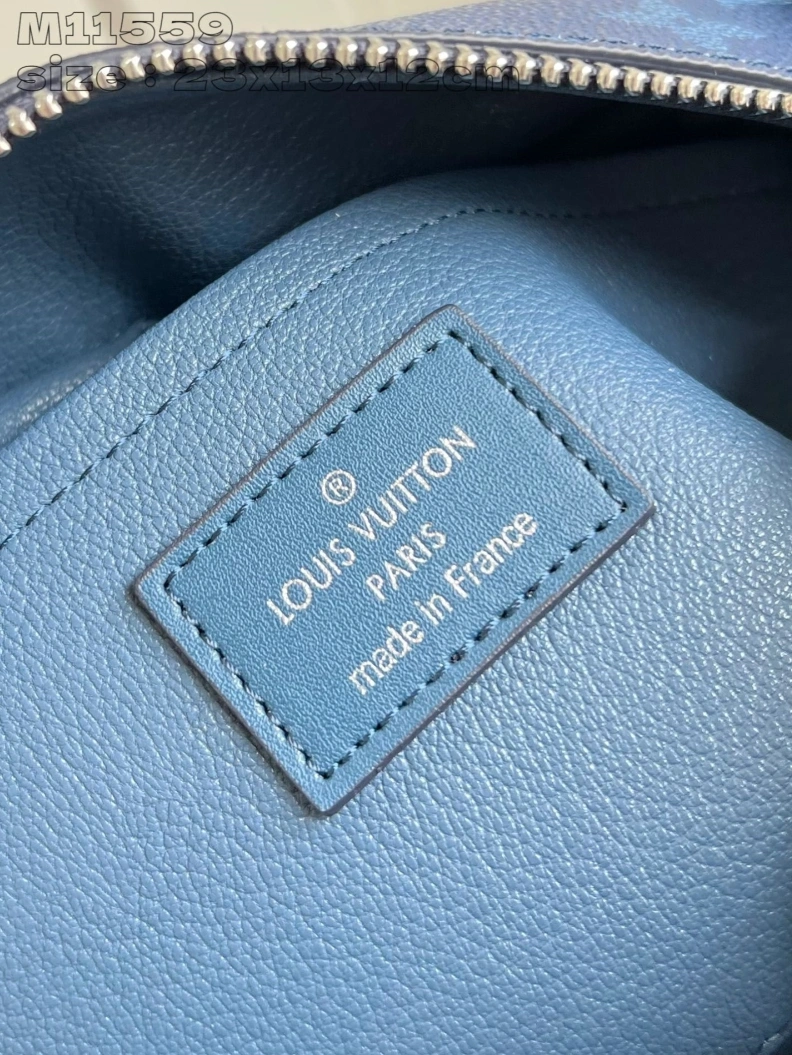 M11559
size : 23x13x12cm
®
LOUIS VUITTON
PARIS
made in France